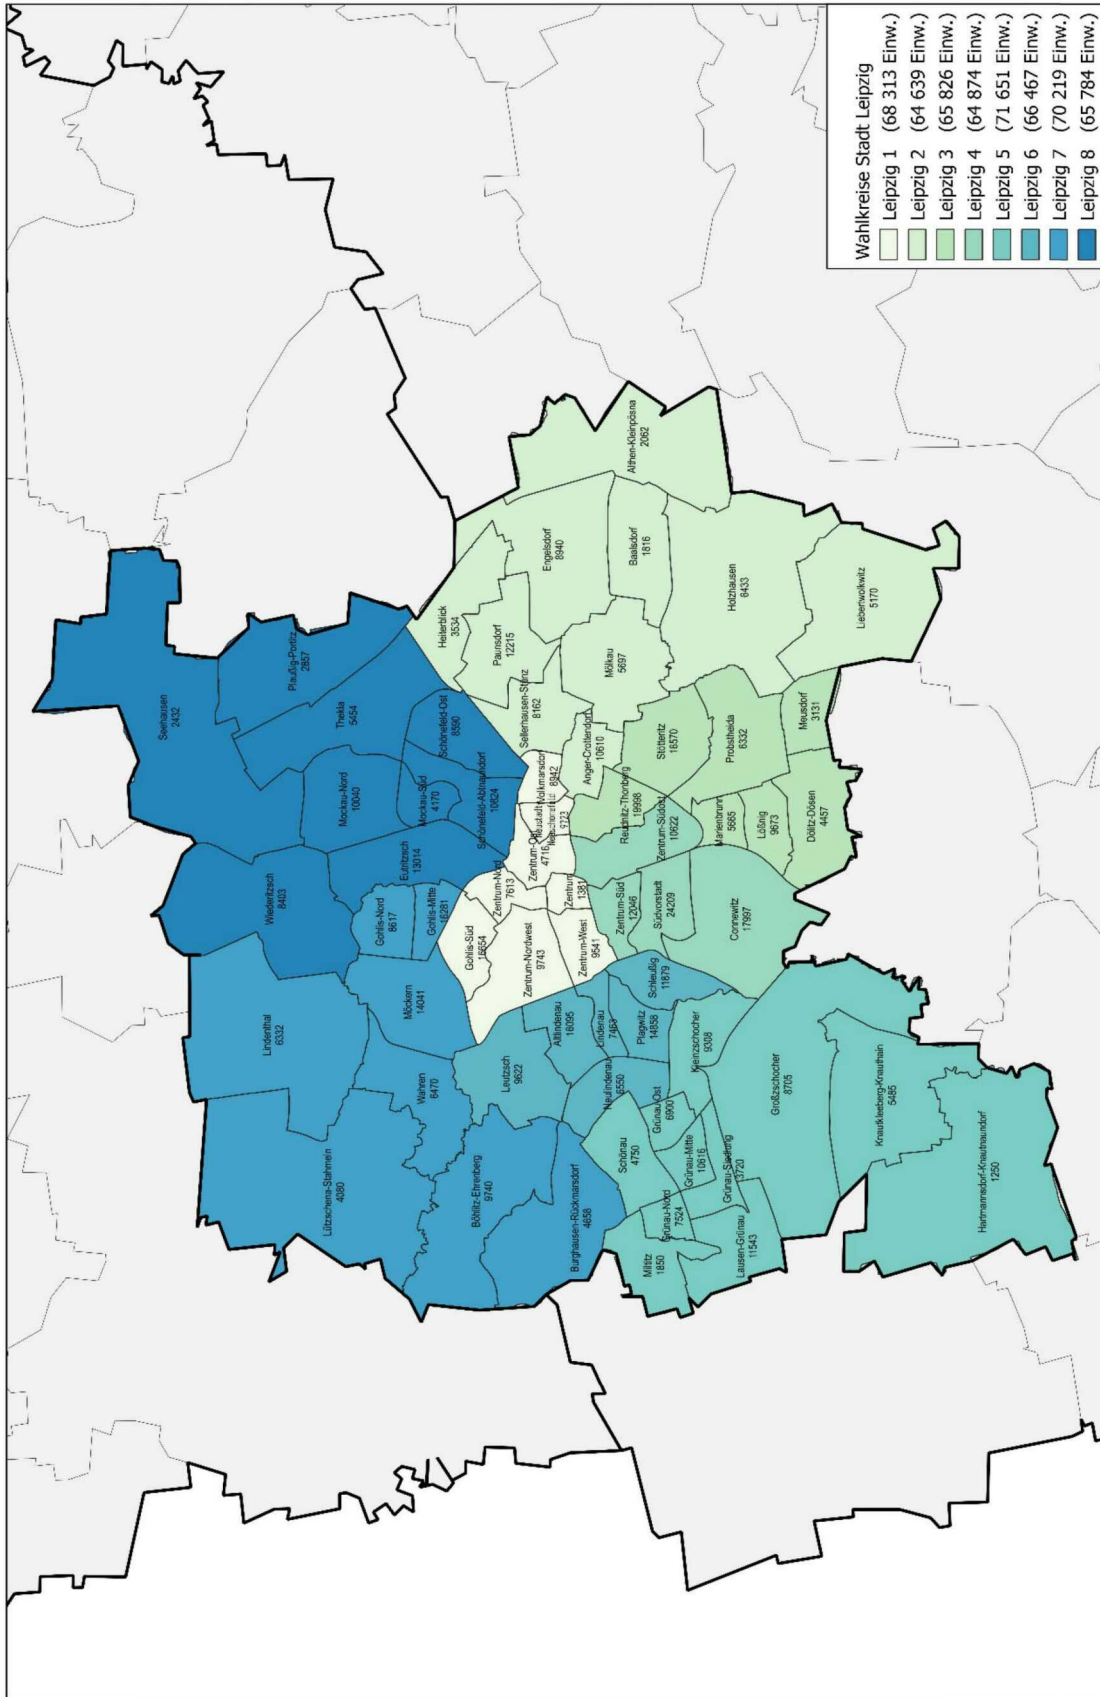 Wahlkreise Stadt Leipzig
Leipzig 1 (68 313 Einw.)
Leipzig 2 (64 639 Einw.)
Leipzig 3 (65 826 Einw.)
Leipzig 4 (64 874 Einw.)
Leipzig 5 (71 651 Einw.)
Leipzig 6 (66 467 Einw.)
Leipzig 7 (70 219 Einw.)
Leipzig 8 (65 784 Einw.)
Seehausen
2432
Plaußig-Portitz
2857
Thekla
5454
Wiederitzsch
8403
Mockau-Nord
10040
Mockau-Süd
4170
Schönefeld-Ost
8590
Schönefeld-Abtnaundorf
10824
Eutritzsch
13014
Lindenthal
6332
Gohlis-Nord
8617
Gohlis-Mitte
16281
Möckern
14041
Wahren
6470
Lützschena-Stahmeln
4080
Böhlitz-Ehrenberg
9740
Burghausen-Rückmarsdorf
4658
Gohlis-Süd
16654
Zentrum-Nord
7613
Zentrum-Nordwest
9743
Zentrum-Ost
4716
Zentrum
1381
Zentrum-West
9541
Volkmarsdorf
8942
Heiterblick
3534
Paunsdorf
12215
Sellerhausen-Stünz
8162
Engelsdorf
8940
Althen-Kleinpösna
2062
Baalsdorf
1816
Mölkau
5697
Anger-Crottendorf
10610
Holzhausen
6433
Liebertwolkwitz
5170
Stötteritz
16570
Reudnitz-Thonberg
19998
Probstheida
6332
Meusdorf
3131
Marienbrunn
5665
Lößnig
9673
Dölitz-Dösen
4457
Zentrum-Südost
10622
Zentrum-Süd
12046
Südvorstadt
24209
Connewitz
17997
Leutzsch
9622
Altlindenau
16095
Lindenau
7463
Neulindenau
6550
Plagwitz
14858
Schleußig
11879
Kleinzschocher
9308
Schönau
4750
Grünau-Ost
6900
Grünau-Mitte
10616
Grünau-Siedlung
3720
Grünau-Nord
7524
Miltitz
1850
Lausen-Grünau
11543
Großzschocher
8705
Knautkleeberg-Knauthain
5485
Hartmannsdorf-Knautnaundorf
1250